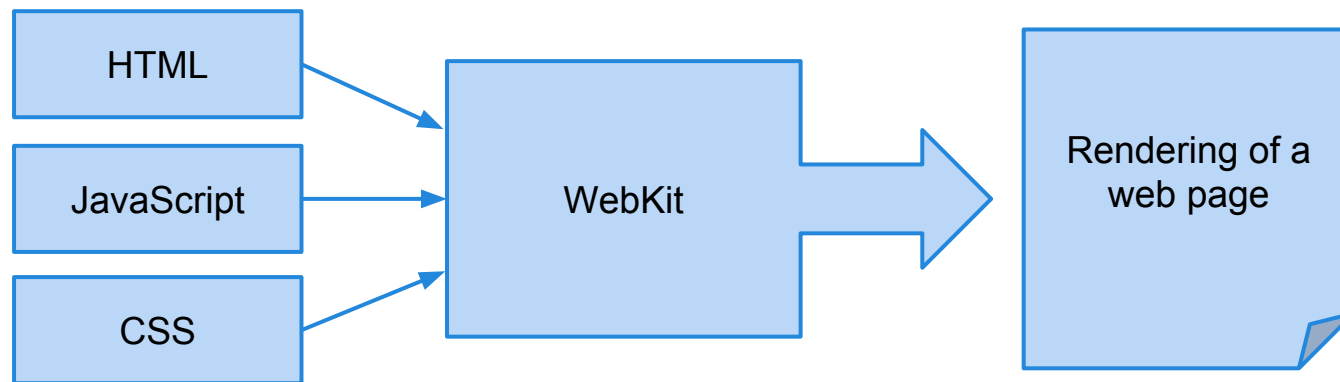 HTML
JavaScript
CSS
WebKit
Rendering of a
web page